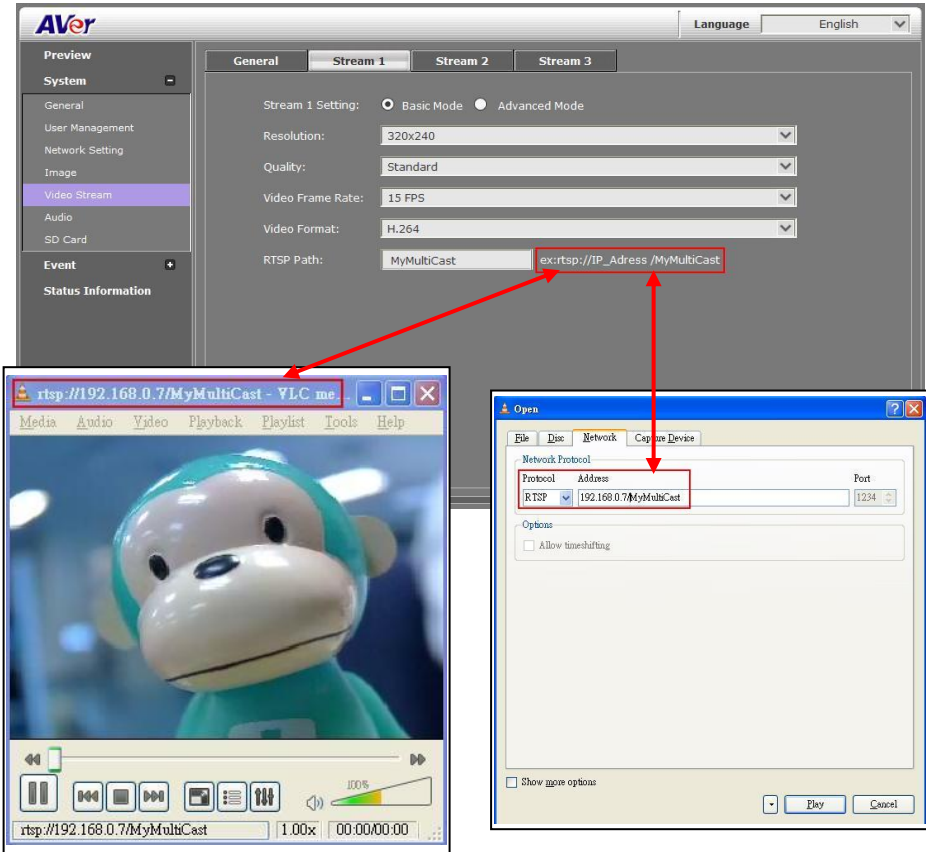 AVer
Language English
Preview
System
General
User Management
Network Setting
Image
Video Stream
Audio
SD Card
Event
Status Information
General Stream 1 Stream 2 Stream 3
Stream 1 Setting: Basic Mode Advanced Mode
Resolution: 320x240
Quality: Standard
Video Frame Rate: 15 FPS
Video Format: H.264
RTSP Path: MyMultiCast ex:rtsp://IP_Adress /MyMultiCast
rtsp://192.168.0.7/MyMultiCast - VLC me...
Media Audio Video Playback Playlist Tools Help
100%
rtsp://192.168.0.7/MyMultiCast 1.00x 00:00/00:00
Open
File Disc Network Capture Device
Network Protocol
Protocol Address Port
RTSP 192.168.0.7/MyMultiCast 1234
Options
Allow timeshifting
Show more options
Play Cancel